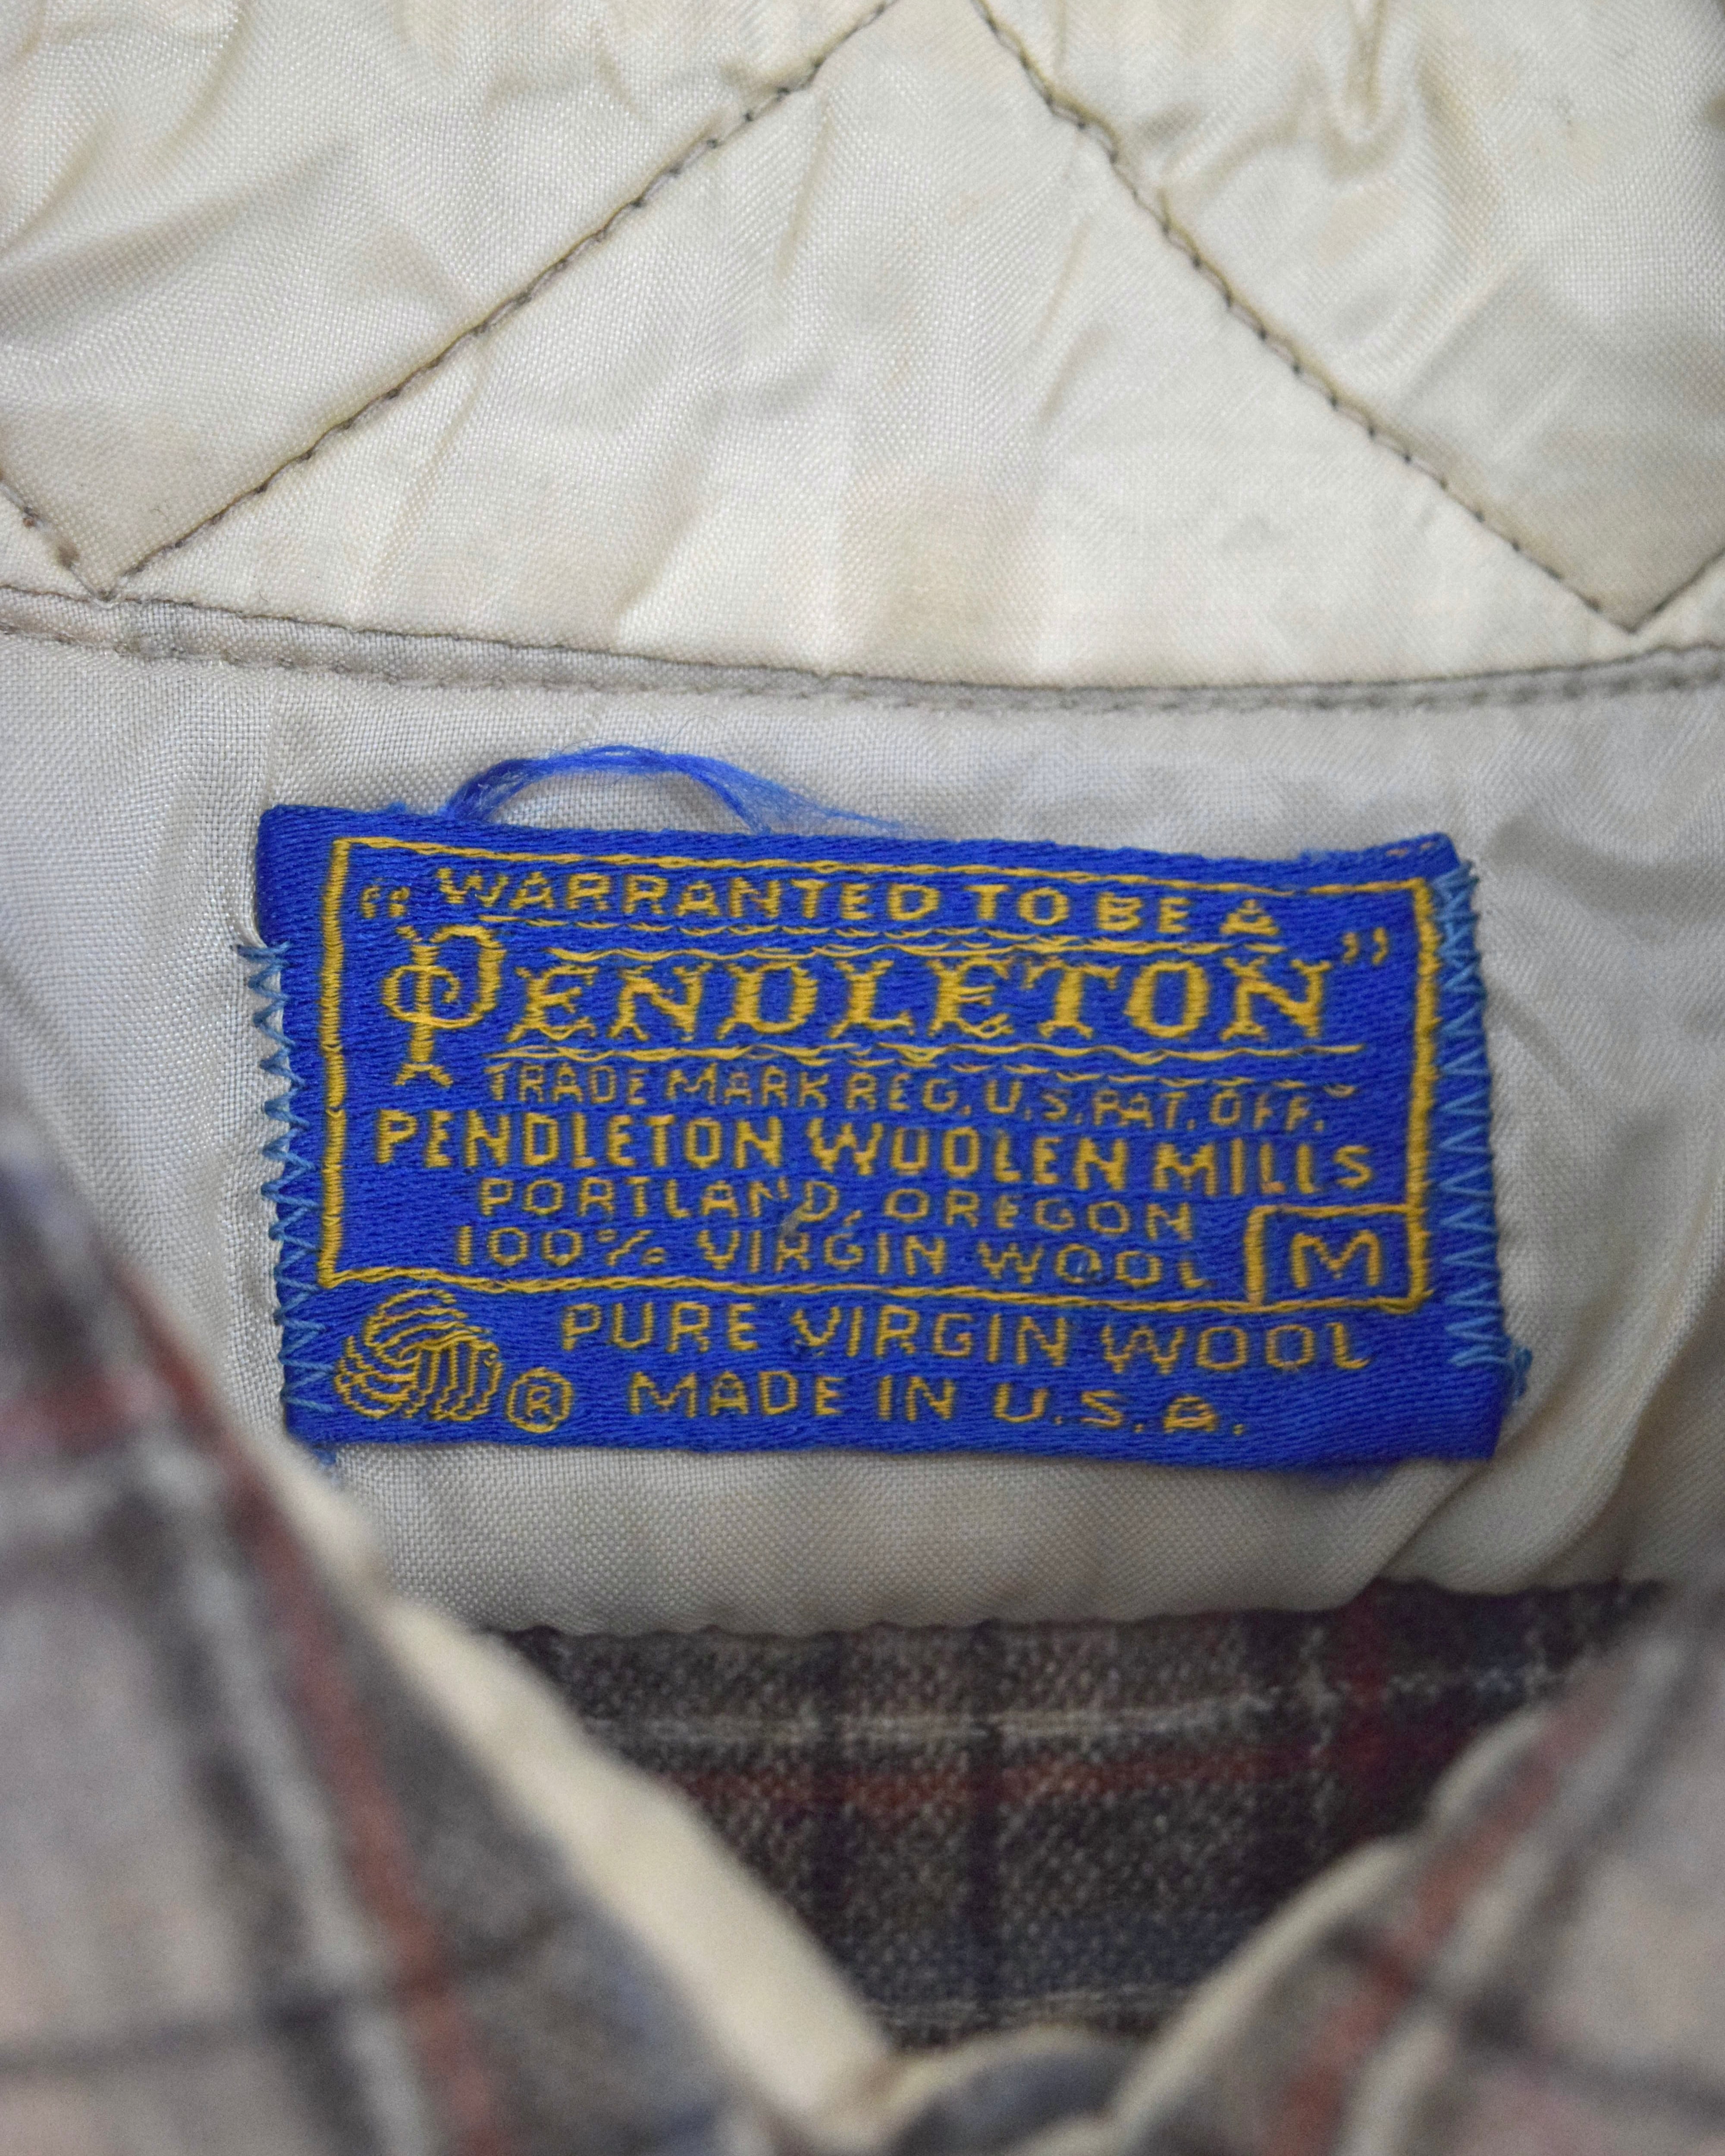 "WARRANTED TO BE A
PENDLETON"
TRADE MARK REG. U.S. PAT. OFF.
PENDLETON WOOLEN MILLS
PORTLAND, OREGON
100% VIRGIN WOOL M
PURE VIRGIN WOOL
® MADE IN U.S.A.